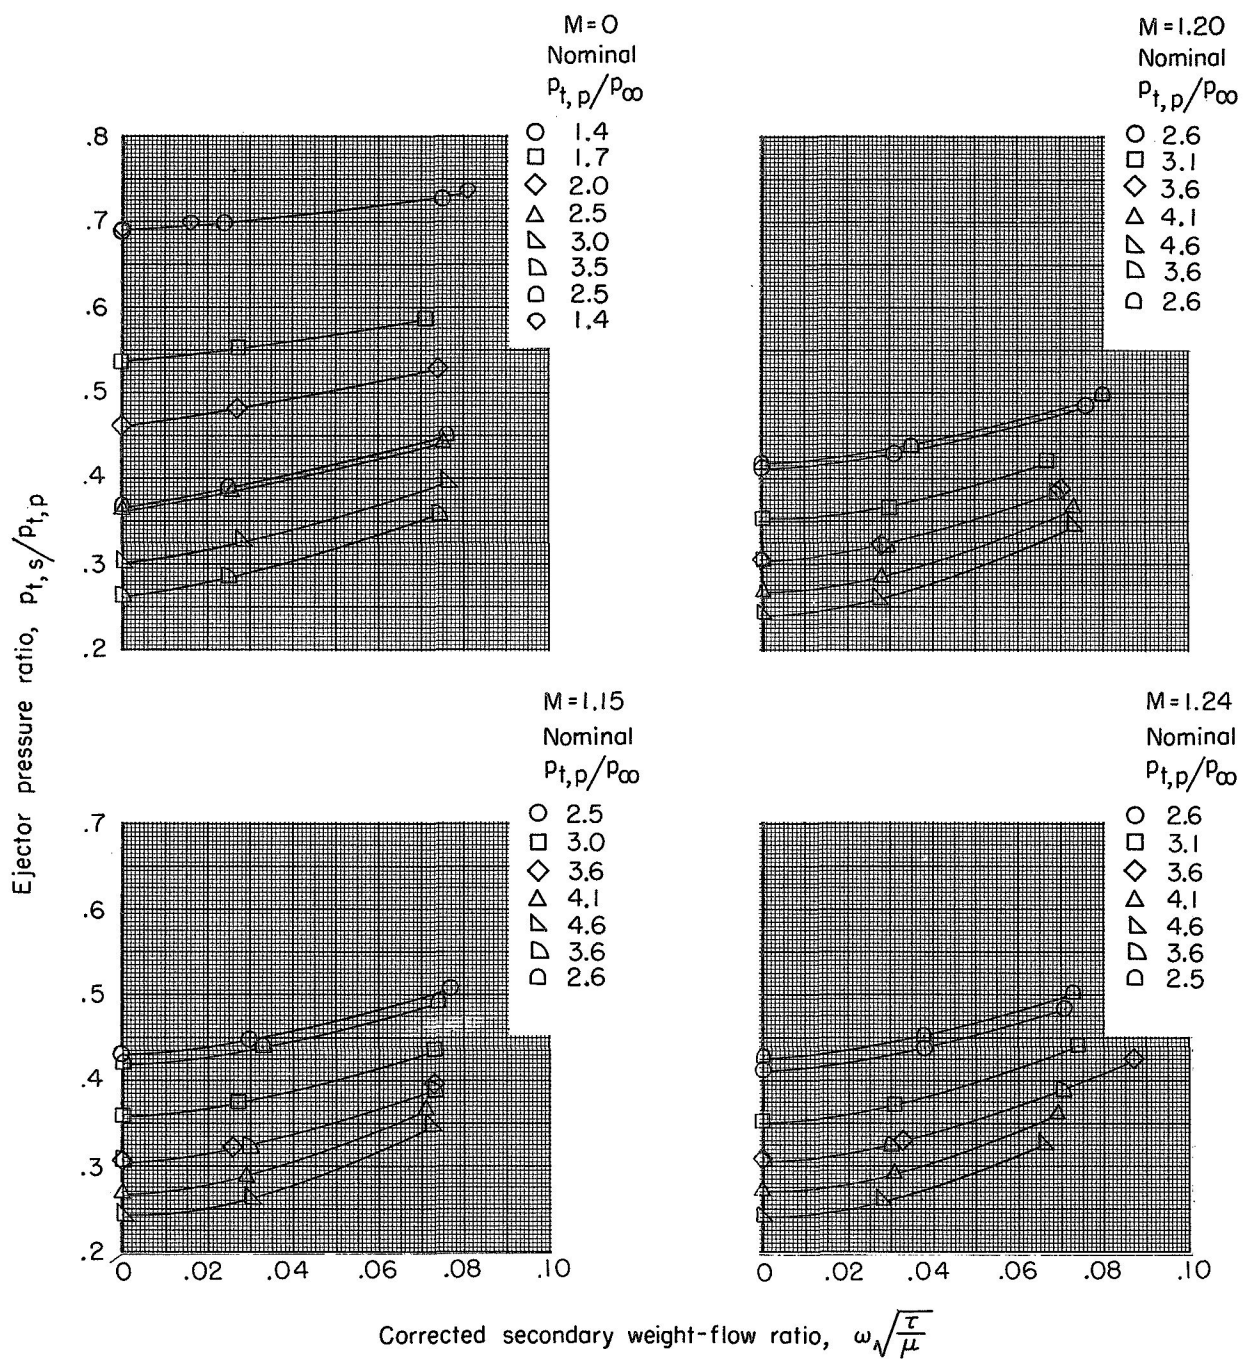 M=0
Nominal
pt,p/p∞
1.4
1.7
2.0
2.5
3.0
3.5
2.5
1.4
M=1.20
Nominal
pt,p/p∞
2.6
3.1
3.6
4.1
4.6
3.6
2.6
.8
.7
.6
.5
.4
.3
.2
Ejector pressure ratio, pt,s/pt,p
M=1.15
Nominal
pt,p/p∞
2.5
3.0
3.6
4.1
4.6
3.6
2.6
M=1.24
Nominal
pt,p/p∞
2.6
3.1
3.6
4.1
4.6
3.6
2.5
.7
.6
.5
.4
.3
.2
0 .02 .04 .06 .08 .10
0 .02 .04 .06 .08 .10
Corrected secondary weight-flow ratio, ω√τ/μ